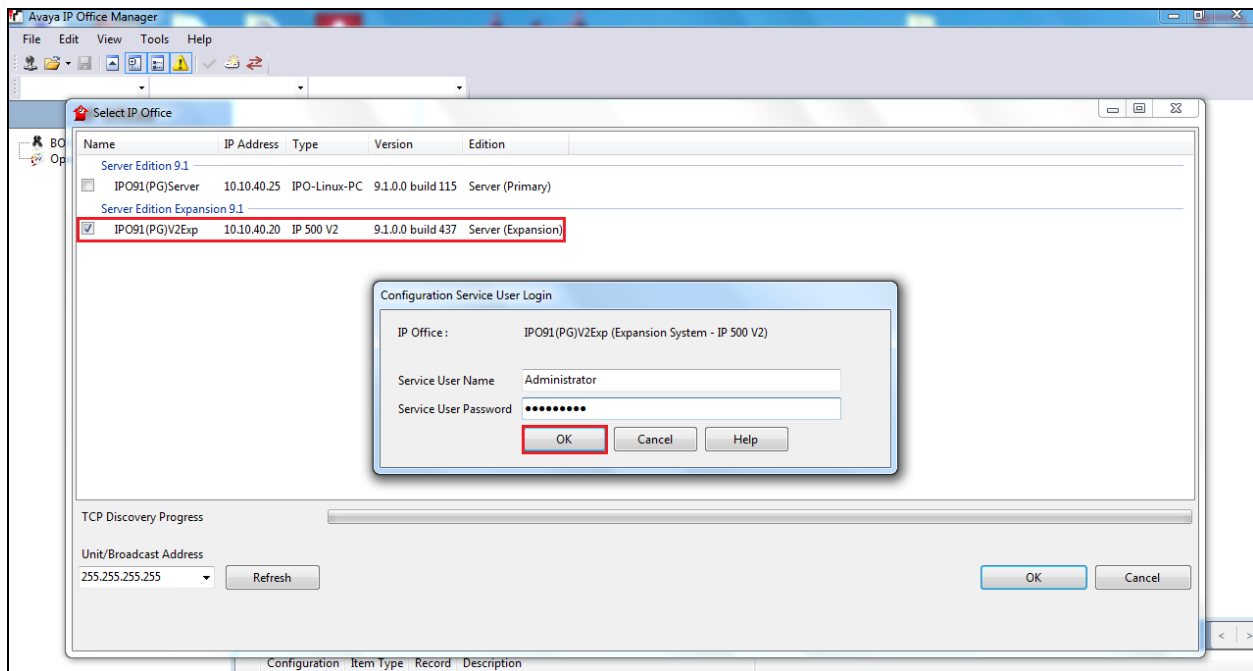 Avaya IP Office Manager
File Edit View Tools Help
Select IP Office
BO
Op
Name IP Address Type Version Edition
Server Edition 9.1
IPO91(PG)Server 10.10.40.25 IPO-Linux-PC 9.1.0.0 build 115 Server (Primary)
Server Edition Expansion 9.1
IPO91(PG)V2Exp 10.10.40.20 IP 500 V2 9.1.0.0 build 437 Server (Expansion)
Configuration Service User Login
IP Office : IPO91(PG)V2Exp (Expansion System - IP 500 V2)
Service User Name Administrator
Service User Password •••••••••
OK Cancel Help
TCP Discovery Progress
Unit/Broadcast Address
255.255.255.255 Refresh OK Cancel
Configuration Item Type Record Description